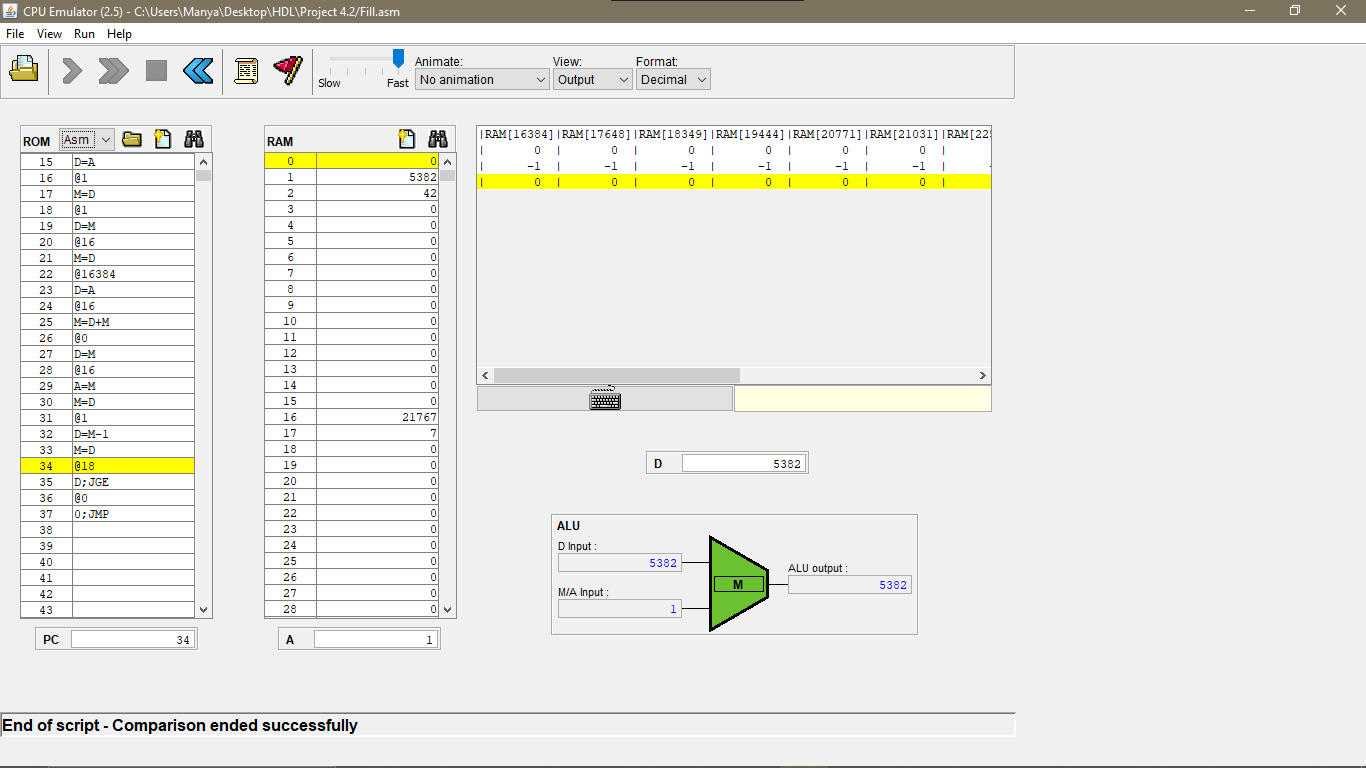 CPU Emulator (2.5) - C:\Users\Manya\Desktop\HDL\Project 4.2/Fill.asm
File View Run Help
Slow Fast
Animate: View: Format:
No animation Output Decimal
ROM Asm
15 D=A
16 @1
17 M=D
18 @1
19 D=M
20 @16
21 M=D
22 @16384
23 D=A
24 @16
25 M=D+M
26 @0
27 D=M
28 @16
29 A=M
30 M=D
31 @1
32 D=M-1
33 M=D
34 @18
35 D;JGE
36 @0
37 0;JMP
38
39
40
41
42
43
PC 34
RAM
0 0
1 5382
2 42
3 0
4 0
5 0
6 0
7 0
8 0
9 0
10 0
11 0
12 0
13 0
14 0
15 0
16 21767
17 7
18 0
19 0
20 0
21 0
22 0
23 0
24 0
25 0
26 0
27 0
28 0
A 1
|RAM[16384]|RAM[17648]|RAM[18349]|RAM[19444]|RAM[20771]|RAM[21031]|RAM[225
| 0 | 0 | 0 | 0 | 0 | 0 |
| -1 | -1 | -1 | -1 | -1 | -1 | -
| 0 | 0 | 0 | 0 | 0 | 0 |
D 5382
ALU
D Input :
5382
M/A Input :
1
M
ALU output :
5382
End of script - Comparison ended successfully